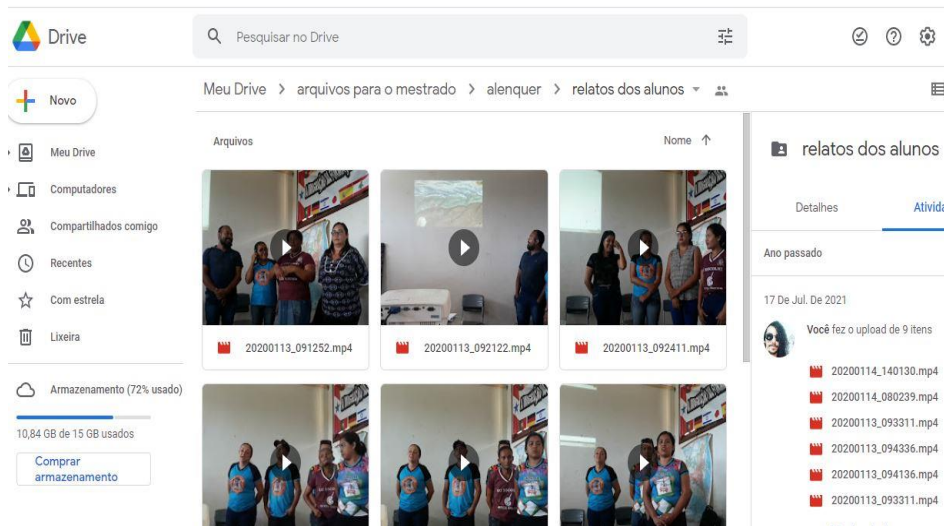 Drive
Pesquisar no Drive
Novo
Meu Drive > arquivos para o mestrado > alenquer > relatos dos alunos
Meu Drive
Computadores
Compartilhados comigo
Recentes
Com estrela
Lixeira
Armazenamento (72% usado)
10,84 GB de 15 GB usados
Comprar
armazenamento
Arquivos
Nome
20200113_091252.mp4
20200113_092122.mp4
20200113_092411.mp4
relatos dos alunos
Detalhes
Ativida
Ano passado
17 De Jul. De 2021
Você fez o upload de 9 itens
20200114_140130.mp4
20200114_080239.mp4
20200113_093311.mp4
20200113_094336.mp4
20200113_094136.mp4
20200113_093311.mp4